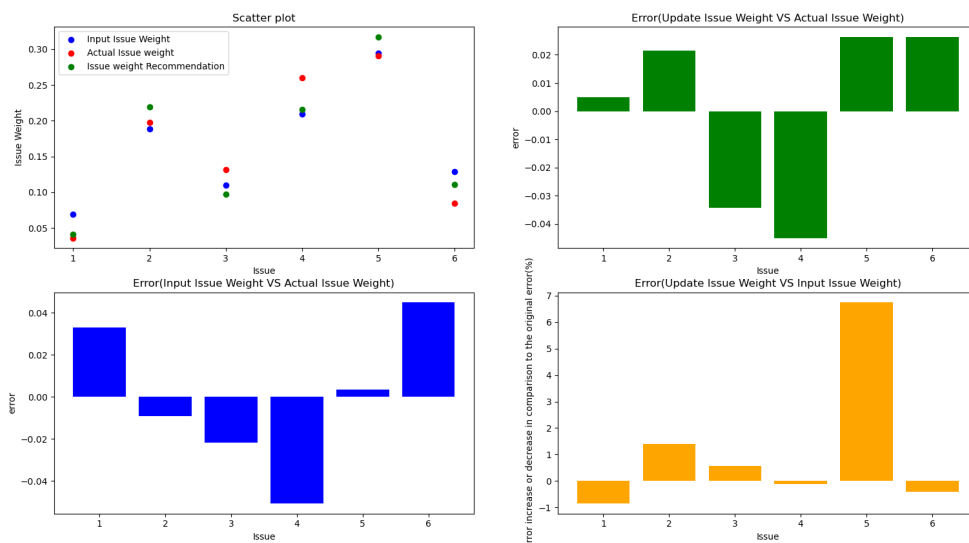 Scatter plot
Input Issue Weight
Actual Issue weight
Issue weight Recommendation
Issue Weight
0.30
0.25
0.20
0.15
0.10
0.05
1 2 3 4 5 6
Issue
Error(Update Issue Weight VS Actual Issue Weight)
error
0.02
0.01
0.00
−0.01
−0.02
−0.03
−0.04
1 2 3 4 5 6
Issue
Error(Input Issue Weight VS Actual Issue Weight)
error
0.04
0.02
0.00
−0.02
−0.04
1 2 3 4 5 6
Issue
Error(Update Issue Weight VS Input Issue Weight)
rror increase or decrease in comparison to the original error(%)
7
6
5
4
3
2
1
0
−1
1 2 3 4 5 6
Issue